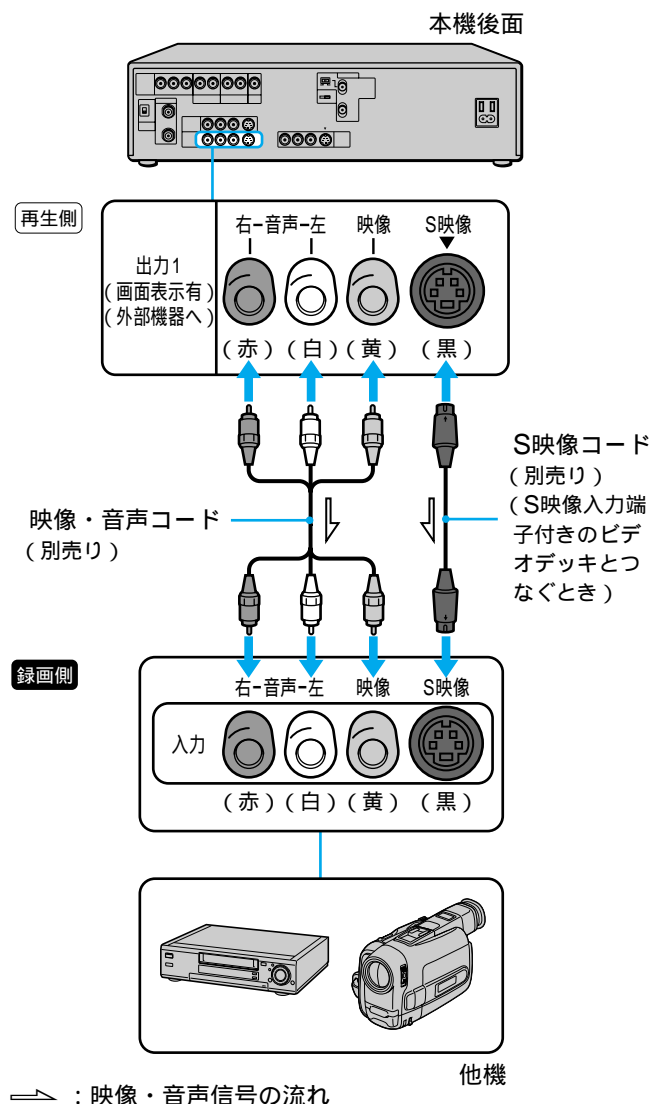 本機後面
再生側
右-音声-左 映像 S映像
出力1
(画面表示有)
(外部機器へ)
(赤)(白)(黄)(黒)
S映像コード
(別売り)
(S映像入力端
子付きのビデ
オデッキとつ
なぐとき)
映像・音声コード
(別売り)
録画側
右-音声-左 映像 S映像
入力
(赤)(白)(黄)(黒)
他機
:映像・音声信号の流れ